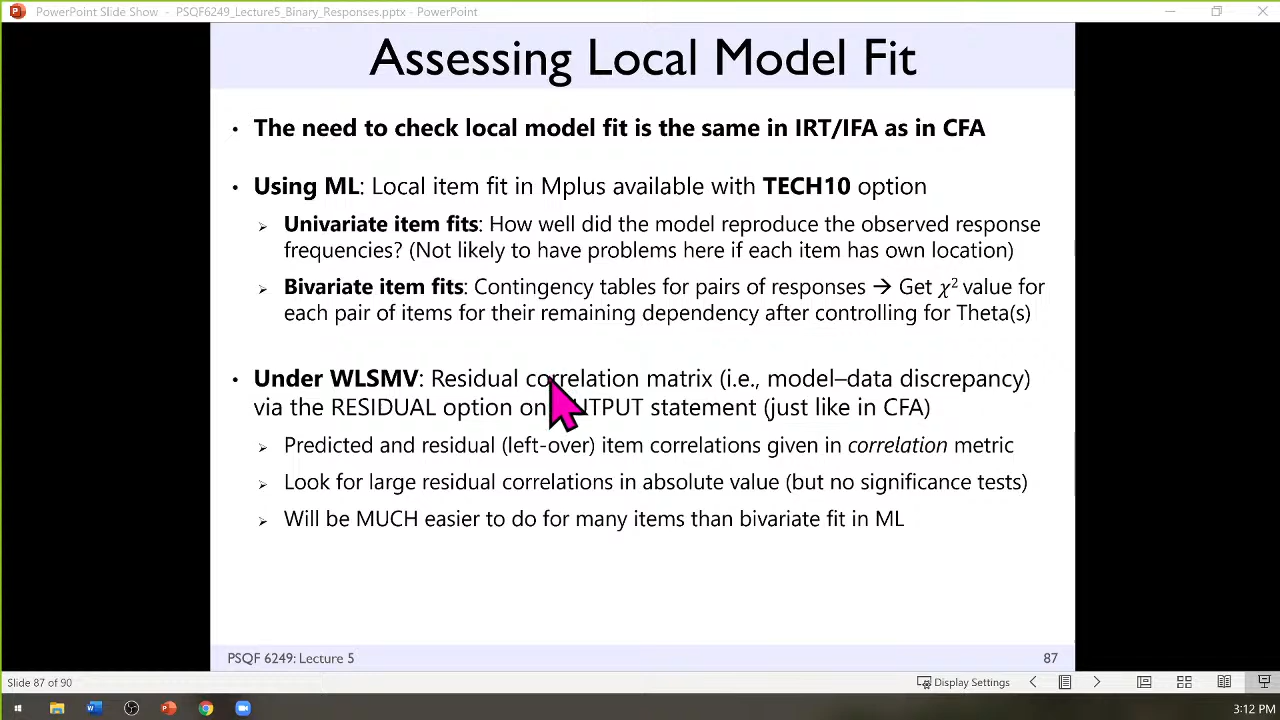 PowerPoint Slide Show - PSQF6249_Lecture5_Binary_Responses.pptx - PowerPoint
Assessing Local Model Fit
• The need to check local model fit is the same in IRT/IFA as in CFA
• Using ML: Local item fit in Mplus available with TECH10 option
➢ Univariate item fits: How well did the model reproduce the observed response
frequencies? (Not likely to have problems here if each item has own location)
➢ Bivariate item fits: Contingency tables for pairs of responses → Get χ² value for
each pair of items for their remaining dependency after controlling for Theta(s)
• Under WLSMV: Residual correlation matrix (i.e., model–data discrepancy)
via the RESIDUAL option on OUTPUT statement (just like in CFA)
➢ Predicted and residual (left-over) item correlations given in correlation metric
➢ Look for large residual correlations in absolute value (but no significance tests)
➢ Will be MUCH easier to do for many items than bivariate fit in ML
PSQF 6249: Lecture 5
87
Slide 87 of 90
Display Settings
3:12 PM